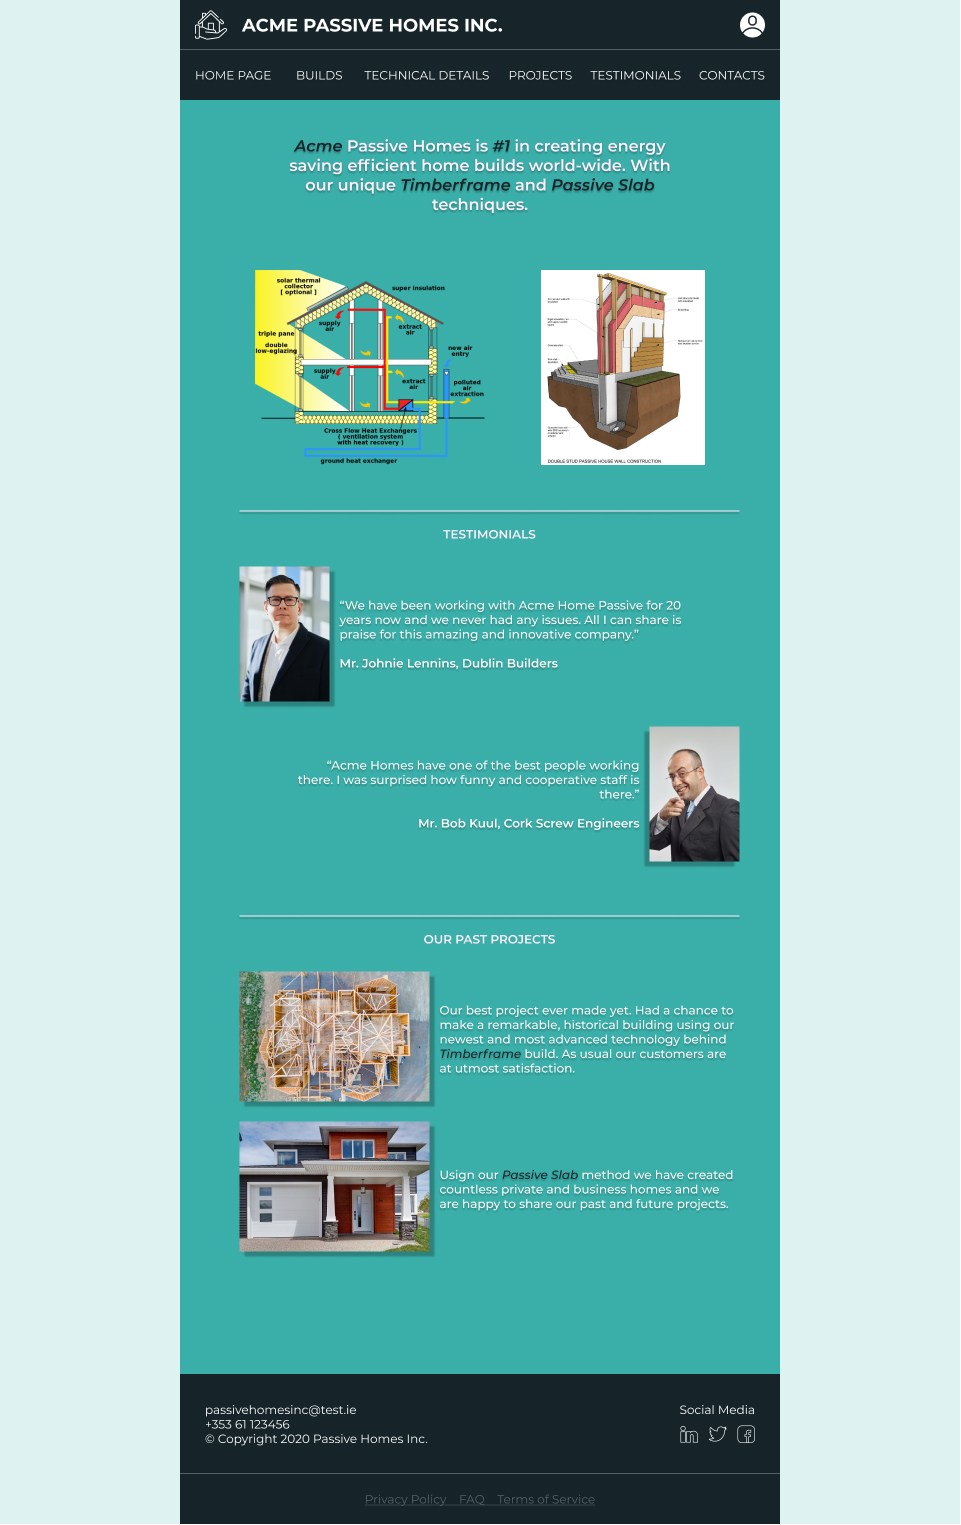 ACME PASSIVE HOMES INC.
HOME PAGE BUILDS TECHNICAL DETAILS PROJECTS TESTIMONIALS CONTACTS
Acme Passive Homes is #1 in creating energy
saving efficient home builds world-wide. With
our unique Timberframe and Passive Slab
techniques.
solar thermal
collector
[ optional ]
super insulation
supply
air
extract
air
triple pane
double
low-eglazing
new air
entry
supply
air
extract
air
polluted
air
extraction
Cross Flow Heat Exchangers
( ventilation system
with heat recovery )
ground heat exchanger
DOUBLE STUD PASSIVE HOUSE WALL CONSTRUCTION
TESTIMONIALS
“We have been working with Acme Home Passive for 20
years now and we never had any issues. All I can share is
praise for this amazing and innovative company.”
Mr. Johnie Lennins, Dublin Builders
“Acme Homes have one of the best people working
there. I was surprised how funny and cooperative staff is
there.”
Mr. Bob Kuul, Cork Screw Engineers
OUR PAST PROJECTS
Our best project ever made yet. Had a chance to
make a remarkable, historical building using our
newest and most advanced technology behind
Timberframe build. As usual our customers are
at utmost satisfaction.
Usign our Passive Slab method we have created
countless private and business homes and we
are happy to share our past and future projects.
passivehomesinc@test.ie
+353 61 123456
© Copyright 2020 Passive Homes Inc.
Social Media
Privacy Policy FAQ Terms of Service